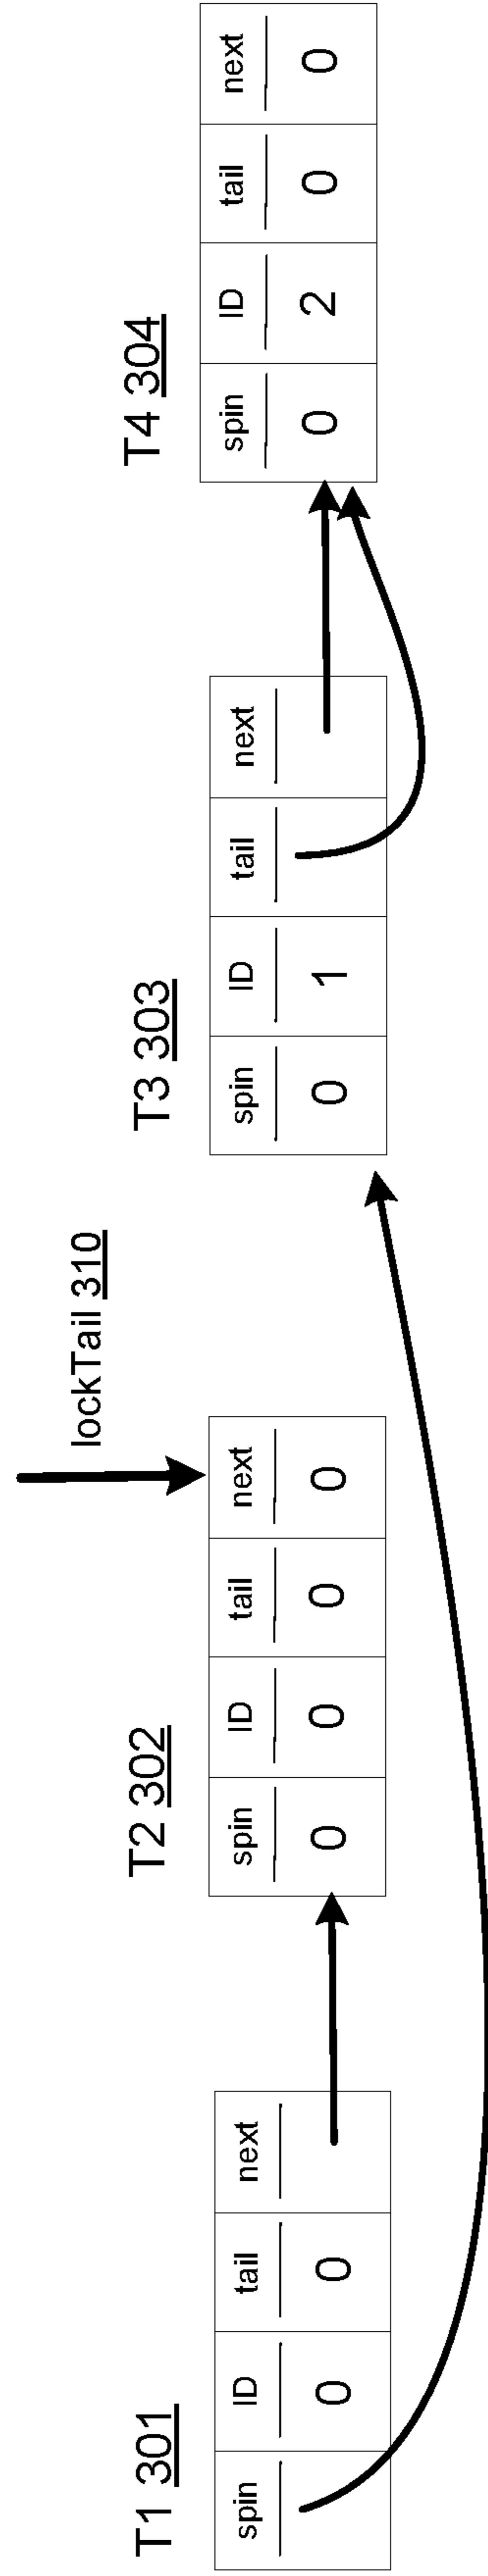 lockTail 310
T1 301
T2 302
T3 303
T4 304
spin ID tail next
0 0
spin ID tail next
0 0 0 0
spin ID tail next
0 1
spin ID tail next
0 2 0 0